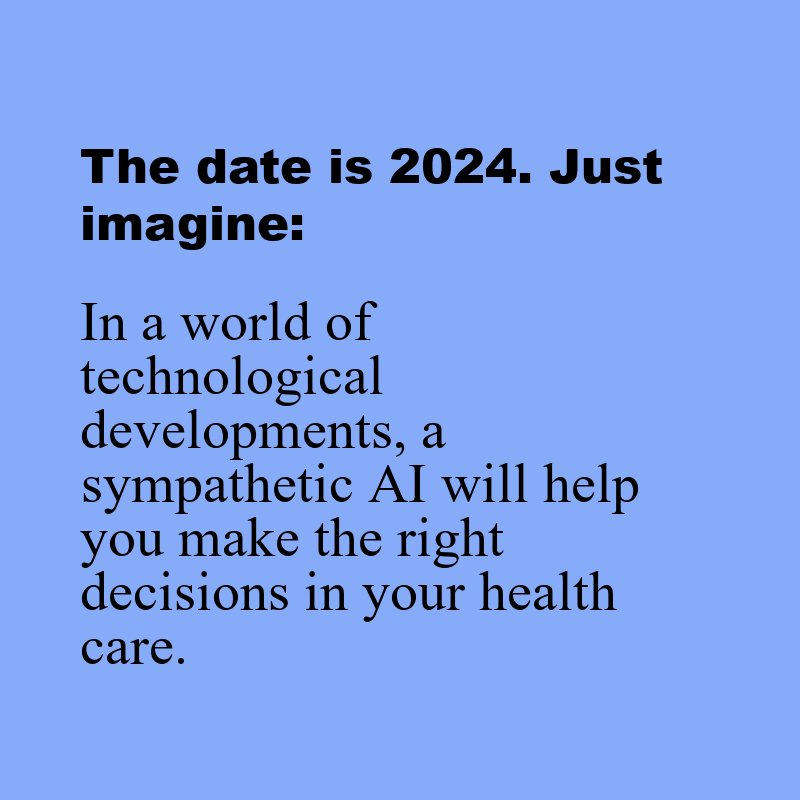 The date is 2024. Just
imagine:
In a world of
technological
developments, a
sympathetic AI will help
you make the right
decisions in your health
care.